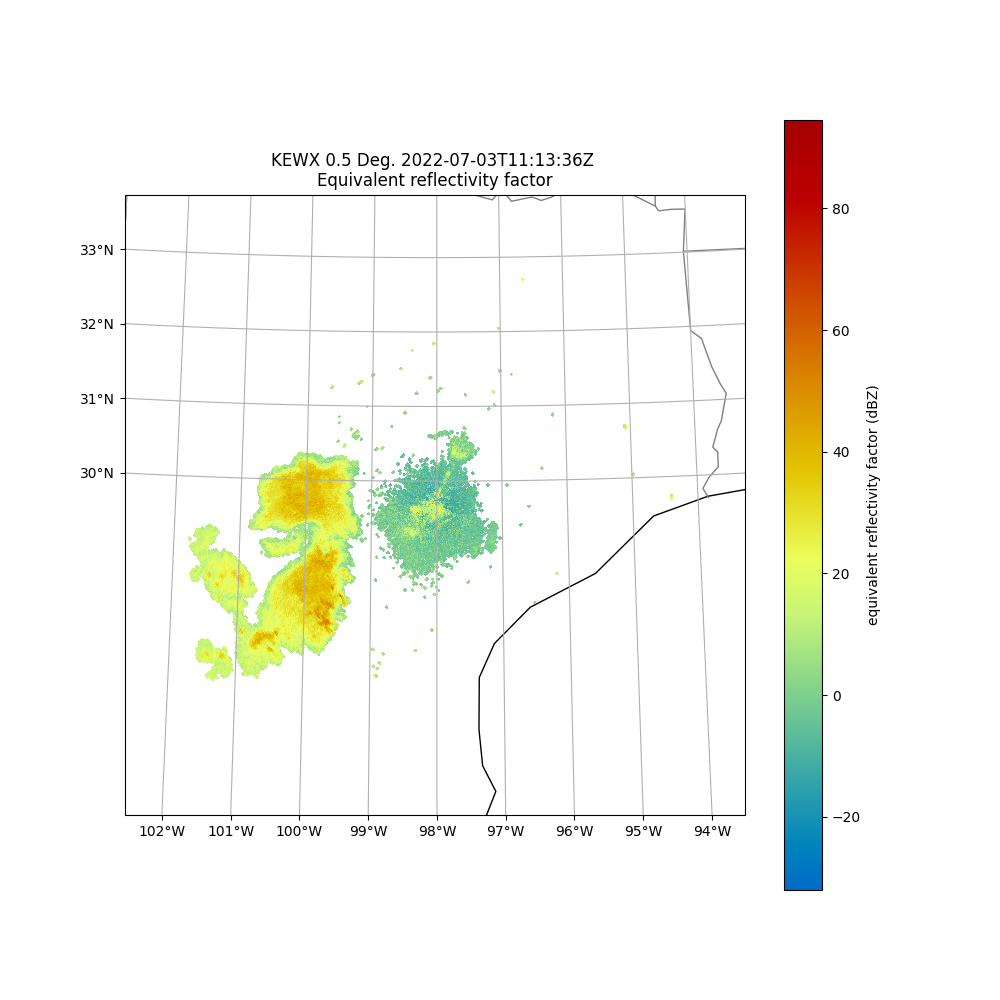 KEWX 0.5 Deg. 2022-07-03T11:13:36Z
Equivalent reflectivity factor
33°N
32°N
31°N
30°N
102°W 101°W 100°W 99°W 98°W 97°W 96°W 95°W 94°W
80
60
40
20
0
−20
equivalent reflectivity factor (dBZ)